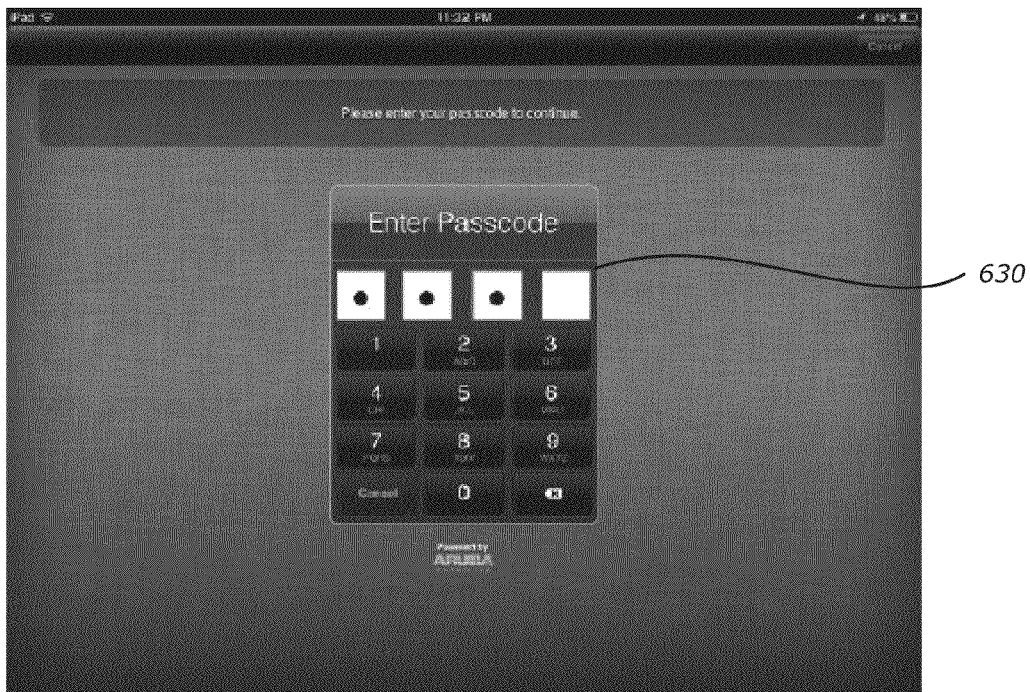 iPad 11:32 PM 48%
Cancel
Please enter your passcode to continue.
Enter Passcode
630
1 2 3
ABC DEF
4 5 6
GHI JKL MNO
7 8 9
PQRS TUV WXYZ
Cancel 0
Powered by
ARUBA